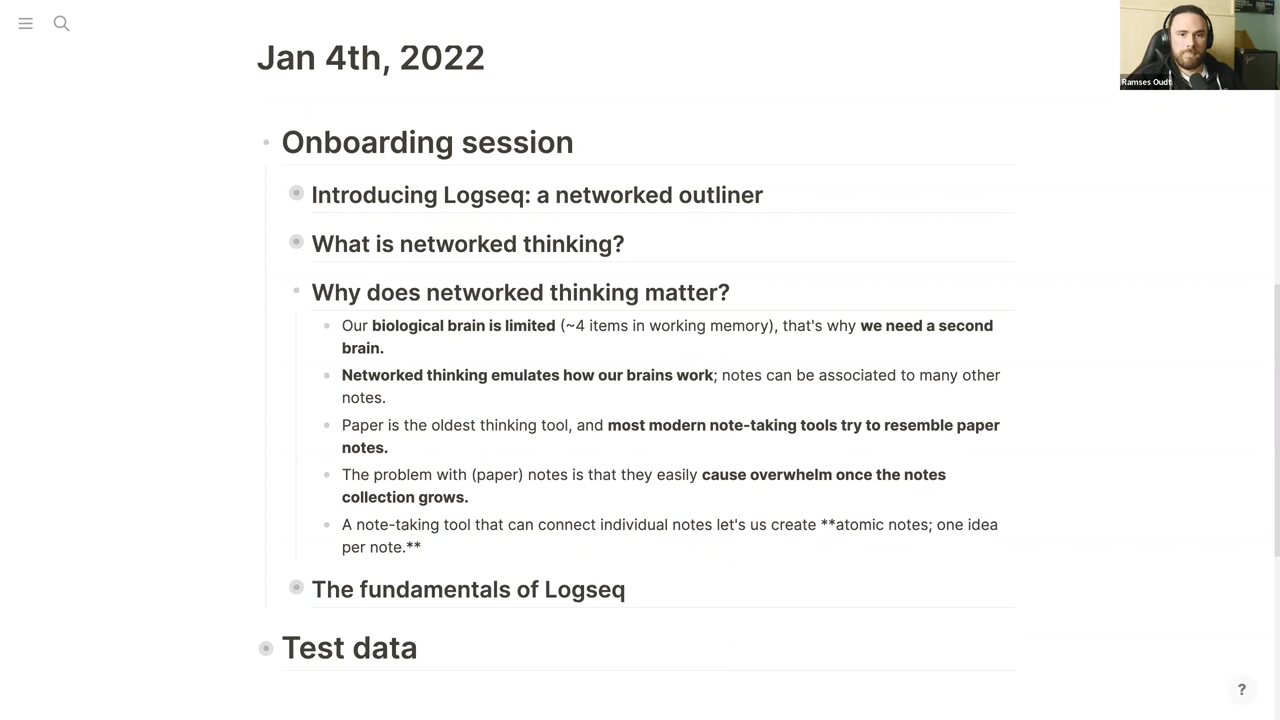 Jan 4th, 2022
Ramses Oudt
Onboarding session
Introducing Logseq: a networked outliner
What is networked thinking?
Why does networked thinking matter?
Our biological brain is limited (~4 items in working memory), that's why we need a second
brain.
Networked thinking emulates how our brains work; notes can be associated to many other
notes.
Paper is the oldest thinking tool, and most modern note-taking tools try to resemble paper
notes.
The problem with (paper) notes is that they easily cause overwhelm once the notes
collection grows.
A note-taking tool that can connect individual notes let's us create **atomic notes; one idea
per note.**
The fundamentals of Logseq
Test data
?